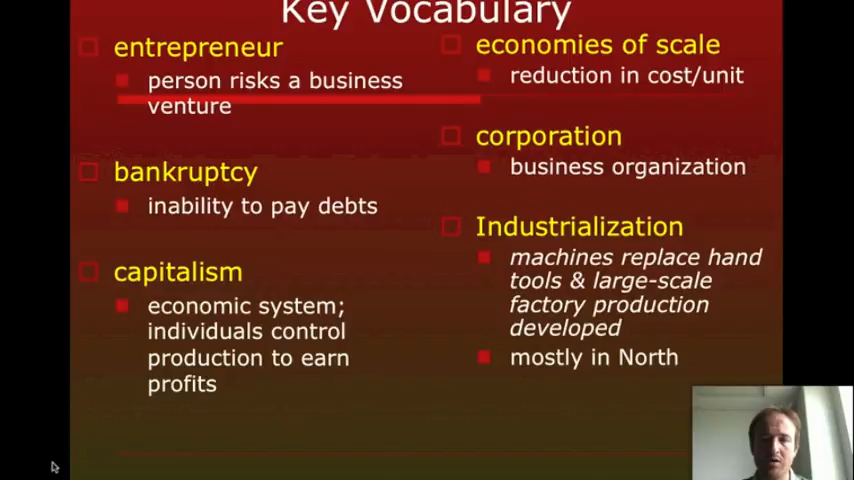 Key Vocabulary
entrepreneur
person risks a business
venture
bankruptcy
inability to pay debts
capitalism
economic system;
individuals control
production to earn
profits
economies of scale
reduction in cost/unit
corporation
business organization
Industrialization
machines replace hand
tools & large-scale
factory production
developed
mostly in North